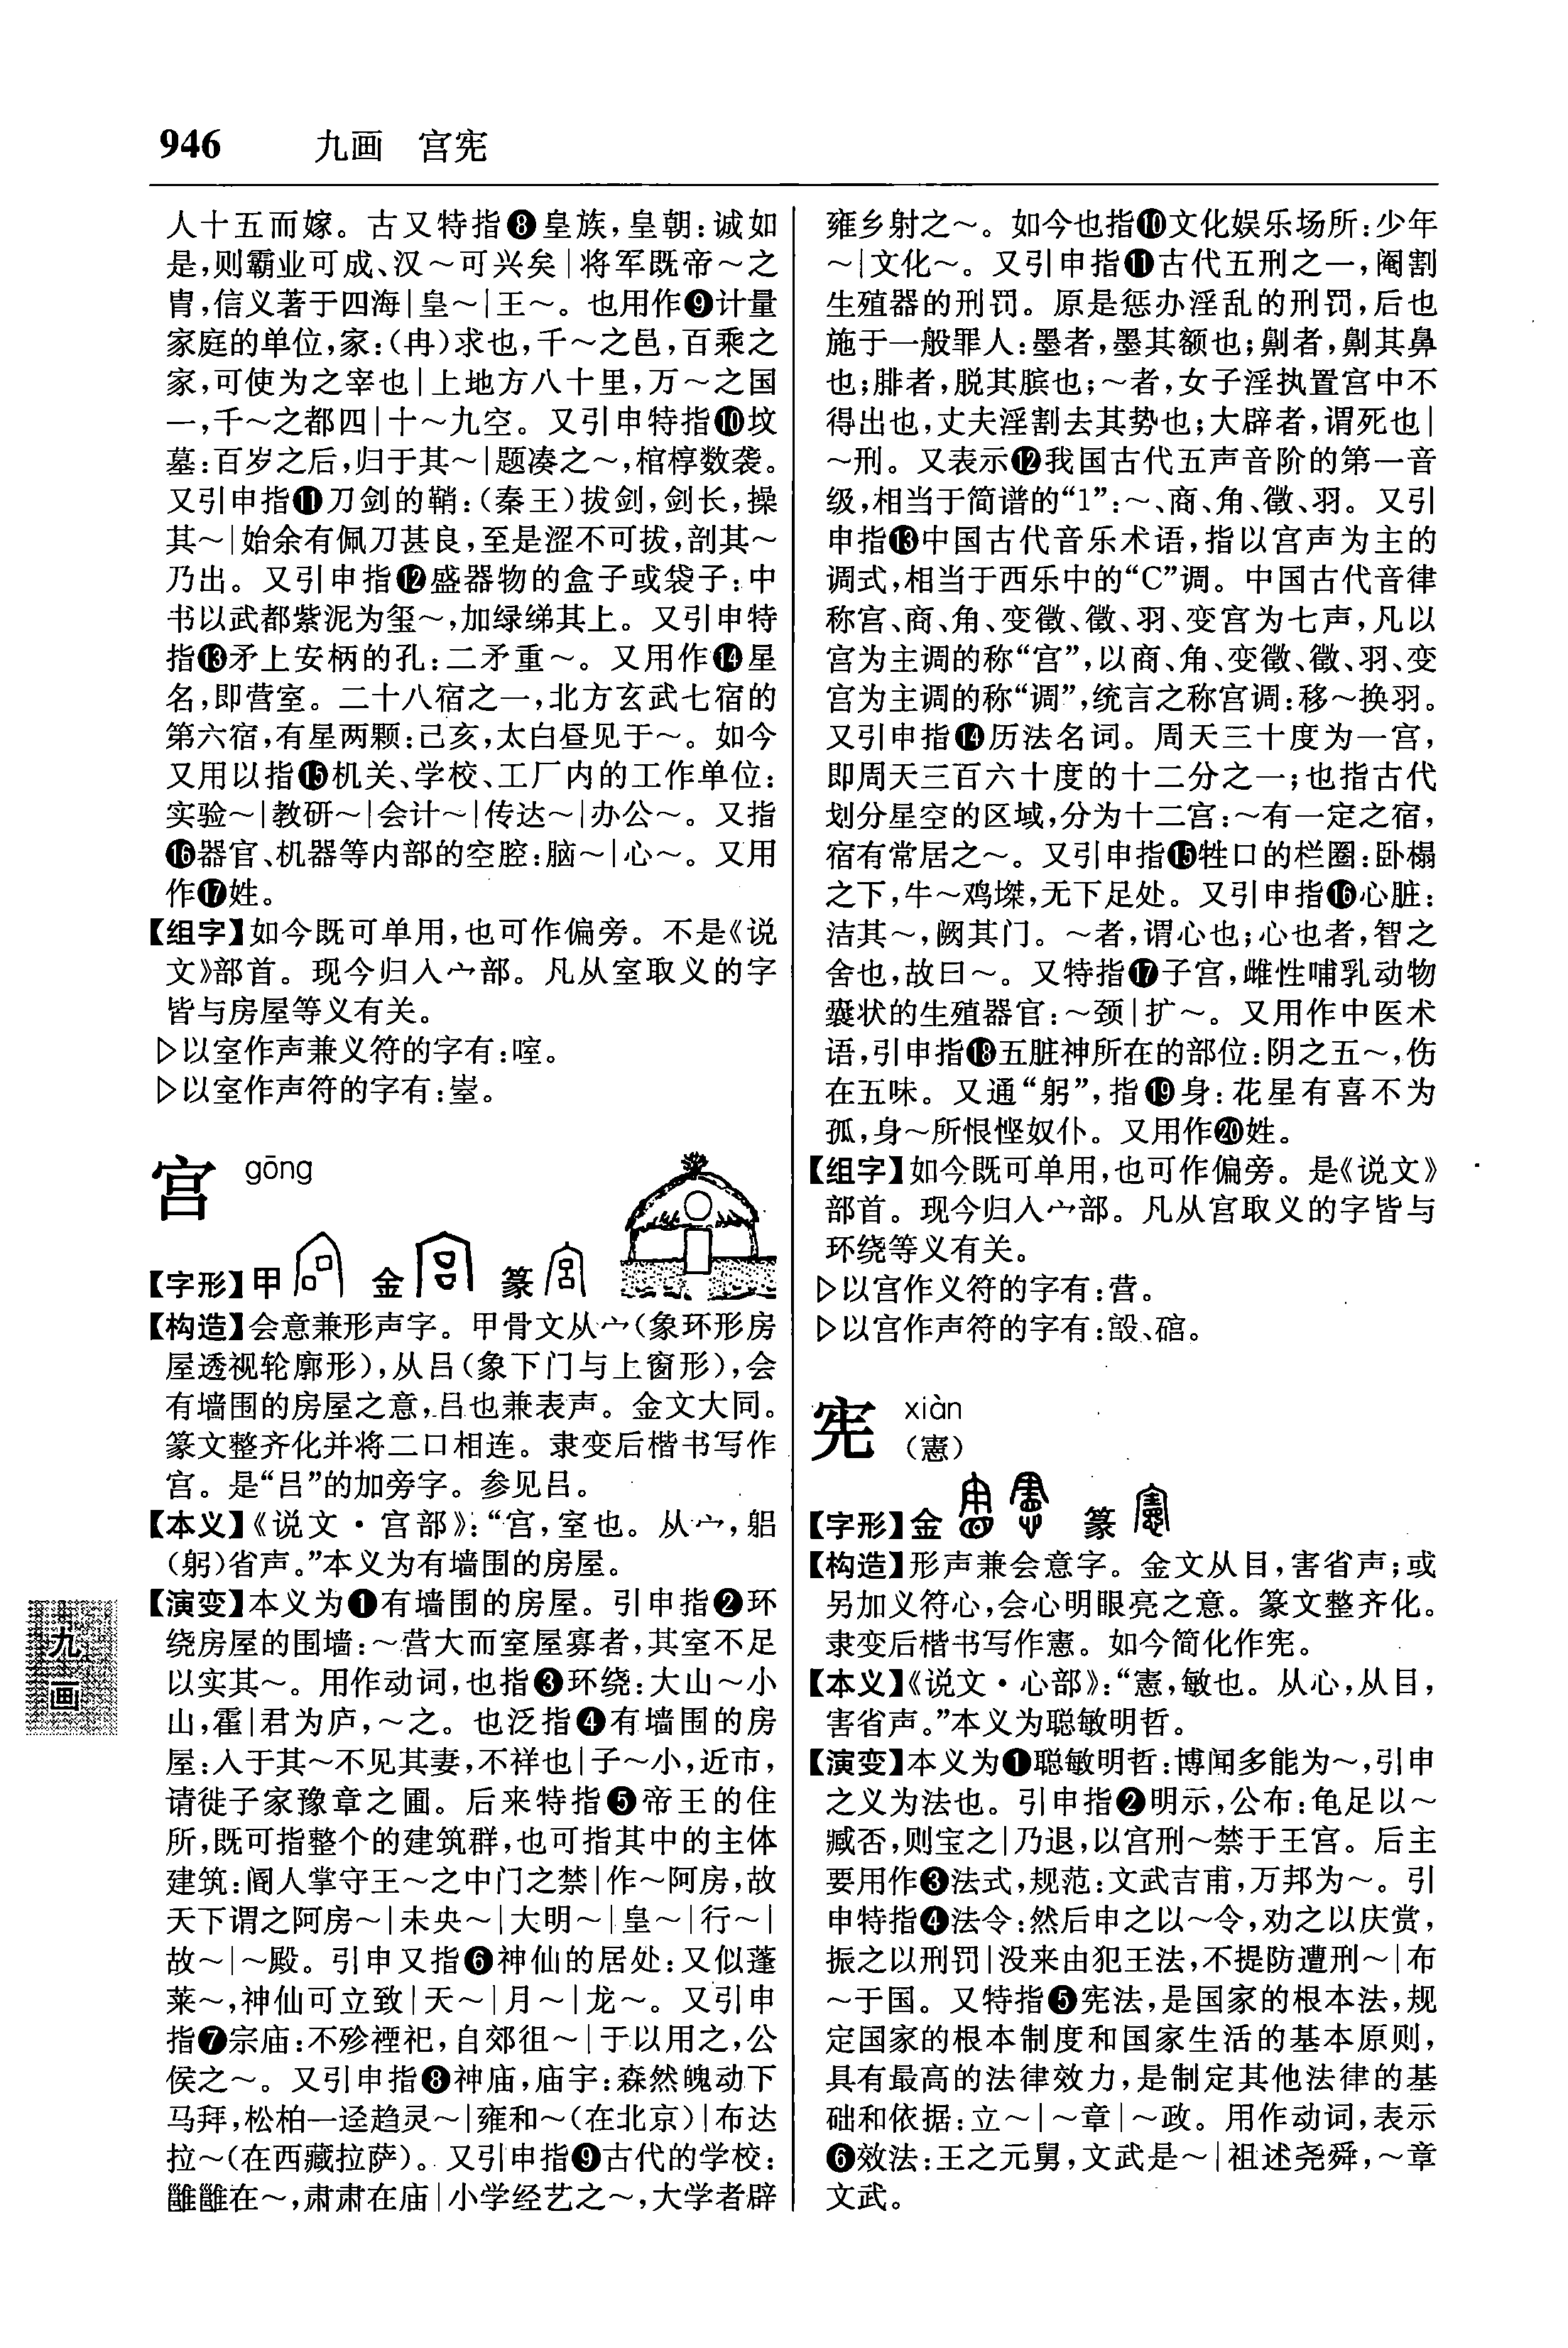 946 九画 宫宪
人十五而嫁。古又特指❽皇族,皇朝:诚如
是,则霸业可成、汉～可兴矣|将军既帝～之
胄,信义著于四海|皇～|王～。也用作❾计量
家庭的单位,家:(冉)求也,千～之邑,百乘之
家,可使为之宰也|上地方八十里,万～之国
一,千～之都四|十～九空。又引申特指❿坟
墓:百岁之后,归于其～|题凑之～,棺椁数袭。
又引申指⓫刀剑的鞘:(秦王)拔剑,剑长,操
其～|始余有佩刀甚良,至是涩不可拔,剖其～
乃出。又引申指⓬盛器物的盒子或袋子:中
书以武都紫泥为玺～,加绿绨其上。又引申特
指⓭矛上安柄的孔:二矛重～。又用作⓮星
名,即营室。二十八宿之一,北方玄武七宿的
第六宿,有星两颗:己亥,太白昼见于～。如今
又用以指⓯机关、学校、工厂内的工作单位:
实验～|教研～|会计～|传达～|办公～。又指
⓰器官、机器等内部的空腔:脑～|心～。又用
作⓱姓。
【组字】如今既可单用,也可作偏旁。不是《说
文》部首。现今归入宀部。凡从室取义的字
皆与房屋等义有关。
▷以室作声兼义符的字有:喹。
▷以室作声符的字有:崼。
宫 gōng
【字形】甲 金 篆
【构造】会意兼形声字。甲骨文从宀(象环形房
屋透视轮廓形),从吕(象下门与上窗形),会
有墙围的房屋之意,吕也兼表声。金文大同。
篆文整齐化并将二口相连。隶变后楷书写作
宫。是“吕”的加旁字。参见吕。
【本义】《说文·宫部》:“宫,室也。从宀,躳
(躬)省声。”本义为有墙围的房屋。
【演变】本义为❶有墙围的房屋。引申指❷环
绕房屋的围墙:～营大而室屋寡者,其室不足
以实其～。用作动词,也指❸环绕:大山～小
山,霍|君为庐,～之。也泛指❹有墙围的房
屋:入于其～不见其妻,不祥也|子～小,近市,
请徙子家豫章之圃。后来特指❺帝王的住
所,既可指整个的建筑群,也可指其中的主体
建筑:阍人掌守王～之中门之禁|作～阿房,故
天下谓之阿房～|未央～|大明～|皇～|行～|
故～|～殿。引申又指❻神仙的居处:又似蓬
莱～,神仙可立致|天～|月～|龙～。又引申
指❼宗庙:不殄禋祀,自郊徂～|于以用之,公
侯之～。又引申指❽神庙,庙宇:森然魄动下
马拜,松柏一迳趋灵～|雍和～(在北京)|布达
拉～(在西藏拉萨)。又引申指❾古代的学校:
雝雝在～,肃肃在庙|小学经艺之～,大学者辟
雍乡射之～。如今也指❿文化娱乐场所:少年
～|文化～。又引申指⓫古代五刑之一,阉割
生殖器的刑罚。原是惩办淫乱的刑罚,后也
施于一般罪人:墨者,墨其额也;劓者,劓其鼻
也;腓者,脱其膑也;～者,女子淫执置宫中不
得出也,丈夫淫割去其势也;大辟者,谓死也|
～刑。又表示⓬我国古代五声音阶的第一音
级,相当于简谱的“1”:～、商、角、徵、羽。又引
申指⓭中国古代音乐术语,指以宫声为主的
调式,相当于西乐中的“C”调。中国古代音律
称宫、商、角、变徵、徵、羽、变宫为七声,凡以
宫为主调的称“宫”,以商、角、变徵、徵、羽、变
宫为主调的称“调”,统言之称宫调:移～换羽。
又引申指⓮历法名词。周天三十度为一宫,
即周天三百六十度的十二分之一;也指古代
划分星空的区域,分为十二宫:～有一定之宿,
宿有常居之～。又引申指⓯牲口的栏圈:卧榻
之下,牛～鸡埘,无下足处。又引申指⓰心脏:
洁其～,阙其门。～者,谓心也;心也者,智之
舍也,故曰～。又特指⓱子宫,雌性哺乳动物
囊状的生殖器官:～颈|扩～。又用作中医术
语,引申指⓲五脏神所在的部位:阴之五～,伤
在五味。又通“躬”,指⓳身:花星有喜不为
孤,身～所恨悭奴仆。又用作⓴姓。
【组字】如今既可单用,也可作偏旁。是《说文》
部首。现今归入宀部。凡从宫取义的字皆与
环绕等义有关。
▷以宫作义符的字有:营。
▷以宫作声符的字有:㲁、碚。
宪 xiàn
(憲)
【字形】金 篆
【构造】形声兼会意字。金文从目,害省声;或
另加义符心,会心明眼亮之意。篆文整齐化。
隶变后楷书写作憲。如今简化作宪。
【本义】《说文·心部》:“憲,敏也。从心,从目,
害省声。”本义为聪敏明哲。
【演变】本义为❶聪敏明哲:博闻多能为～,引申
之义为法也。引申指❷明示,公布:龟足以～
臧否,则宝之|乃退,以宫刑～禁于王宫。后主
要用作❸法式,规范:文武吉甫,万邦为～。引
申特指❹法令:然后申之以～令,劝之以庆赏,
振之以刑罚|没来由犯王法,不提防遭刑～|布
～于国。又特指❺宪法,是国家的根本法,规
定国家的根本制度和国家生活的基本原则,
具有最高的法律效力,是制定其他法律的基
础和依据:立～|～章|～政。用作动词,表示
❻效法:王之元舅,文武是～|祖述尧舜,～章
文武。
九画